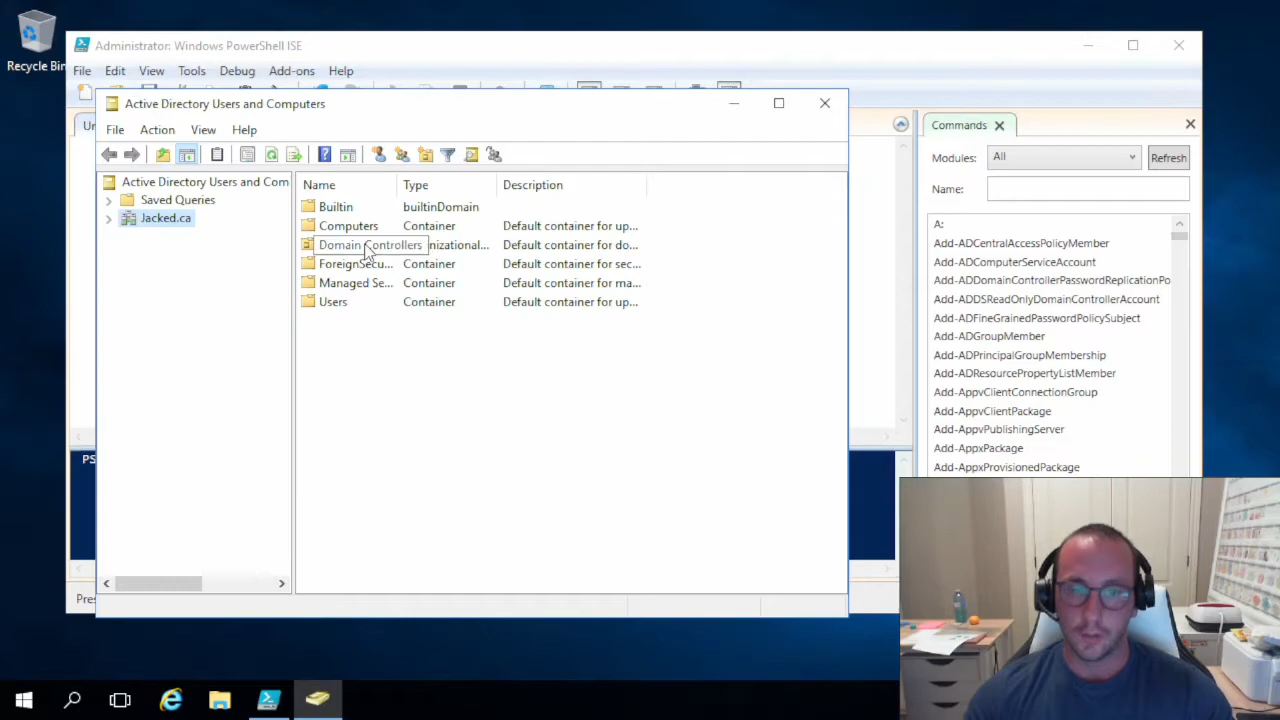 Recycle Bin
Administrator: Windows PowerShell ISE
File Edit View Tools Debug Add-ons Help
Active Directory Users and Computers
File Action View Help
Active Directory Users and Com
Saved Queries
Jacked.ca
Name Type Description
Builtin builtinDomain
Computers Container Default container for up...
Domain Controllers nizational... Default container for do...
ForeignSecu... Container Default container for sec...
Managed Se... Container Default container for ma...
Users Container Default container for up...
PS
Commands
Modules: All Refresh
Name:
A:
Add-ADCentralAccessPolicyMember
Add-ADComputerServiceAccount
Add-ADDomainControllerPasswordReplicationPo
Add-ADDSReadOnlyDomainControllerAccount
Add-ADFineGrainedPasswordPolicySubject
Add-ADGroupMember
Add-ADPrincipalGroupMembership
Add-ADResourcePropertyListMember
Add-AppvClientConnectionGroup
Add-AppvClientPackage
Add-AppvPublishingServer
Add-AppxPackage
Add-AppxProvisionedPackage